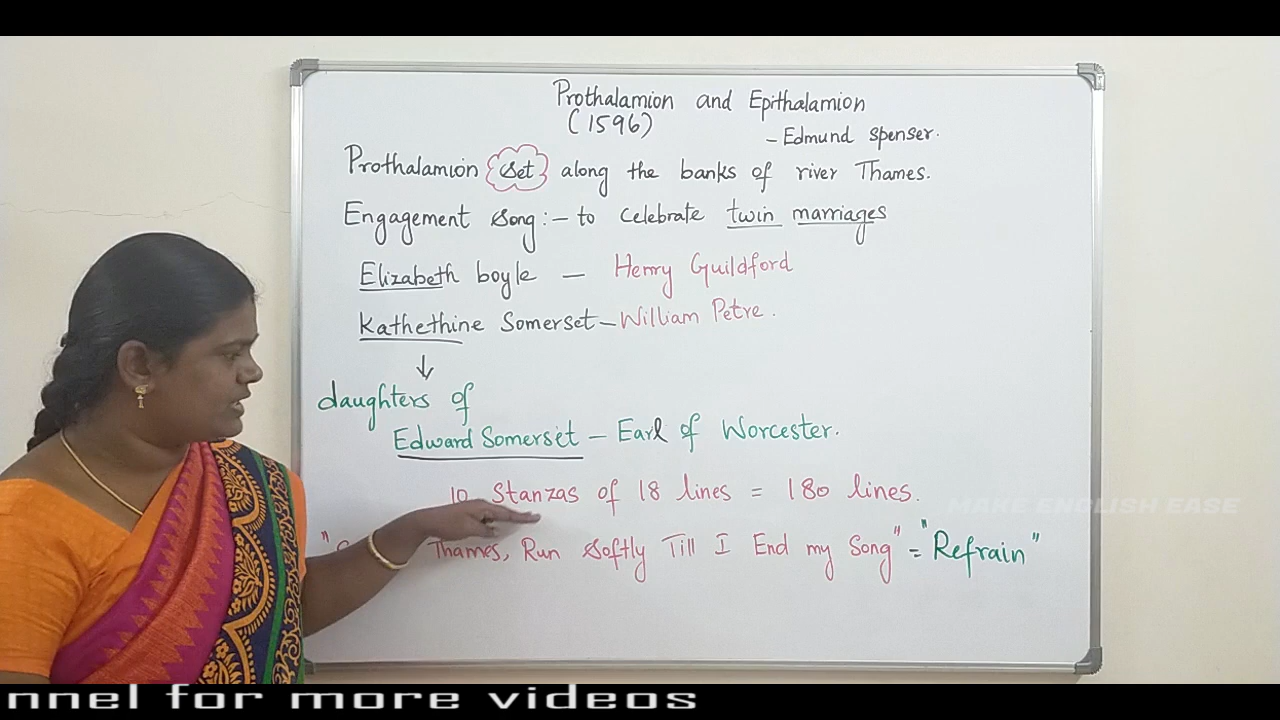 Prothalamion and Epithalamion
(1596)
- Edmund Spenser.
Prothalamion Set along the banks of river Thames.
Engagement Song:- to celebrate twin marriages
Elizabeth boyle - Henry Guildford
Kathethine Somerset - William Petre.
daughters of
Edward Somerset - Earl of Worcester.
10 Stanzas of 18 lines = 180 lines.
" Thames, Run Softly Till I End my Song" = "Refrain"
MAKE ENGLISH EASE
nnel for more videos